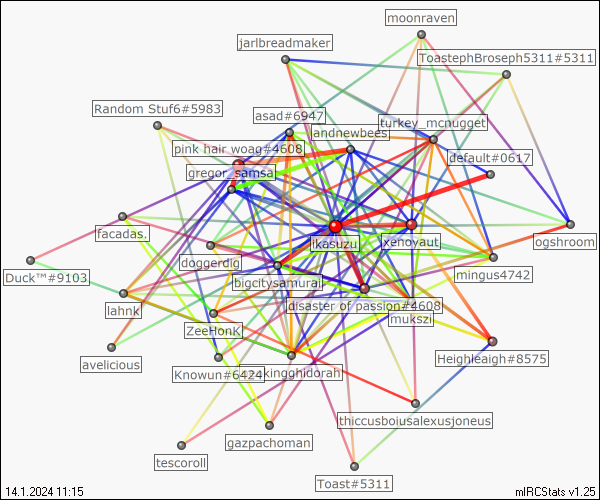 moonraven
jarlbreadmaker
ToastephBroseph5311#5311
Random Stuf6#5983
asad#6947
turkey_mcnugget
landnewbees
pink hair woag#4608
default#0617
gregor_samsa
facadas.
ikasuzu
xenoyaut
ogshroom
doggerdig
Duck™#9103
bigcitysamurai
mingus4742
lahnk
disaster of passion#4608
mukszi
ZeeHonK
avelicious
Knowun#6424
kingghidorah
Heighleaigh#8575
thiccusboiusalexusjoneus
gazpachoman
tescoroll
Toast#5311
14.1.2024 11:15
mIRCStats v1.25